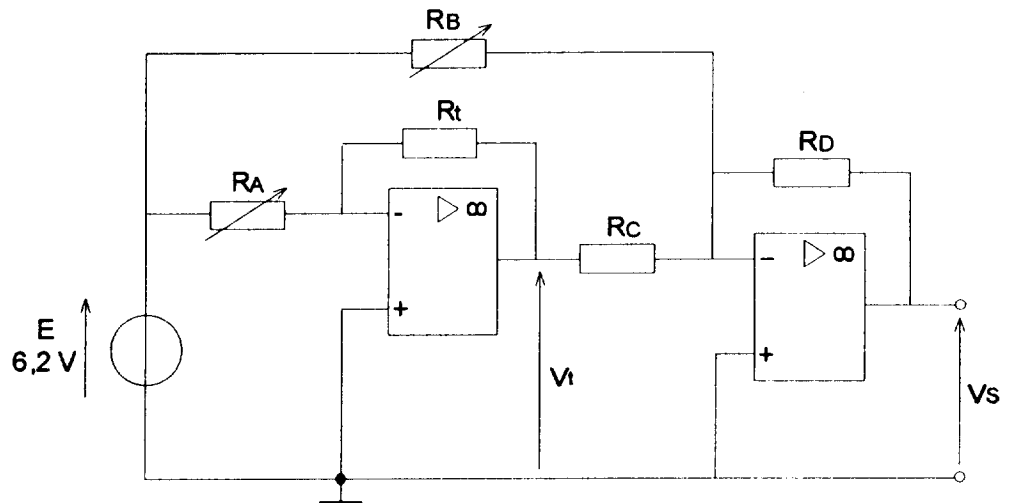 RB
Rt
RD
RA
- ▷ ∞
RC
- ▷ ∞
+
E
6,2 V
+
Vt
VS